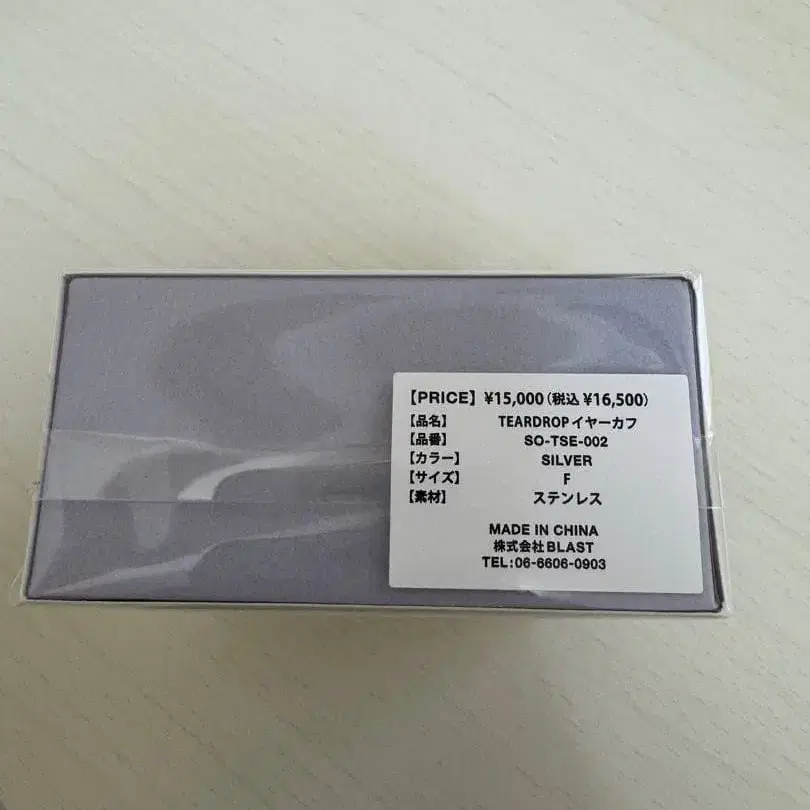 【PRICE】¥15,000(税込 ¥16,500)
【品名】 TEARDROPイヤーカフ
【品番】 SO-TSE-002
【カラー】 SILVER
【サイズ】 F
【素材】 ステンレス
MADE IN CHINA
株式会社BLAST
TEL:06-6606-0903